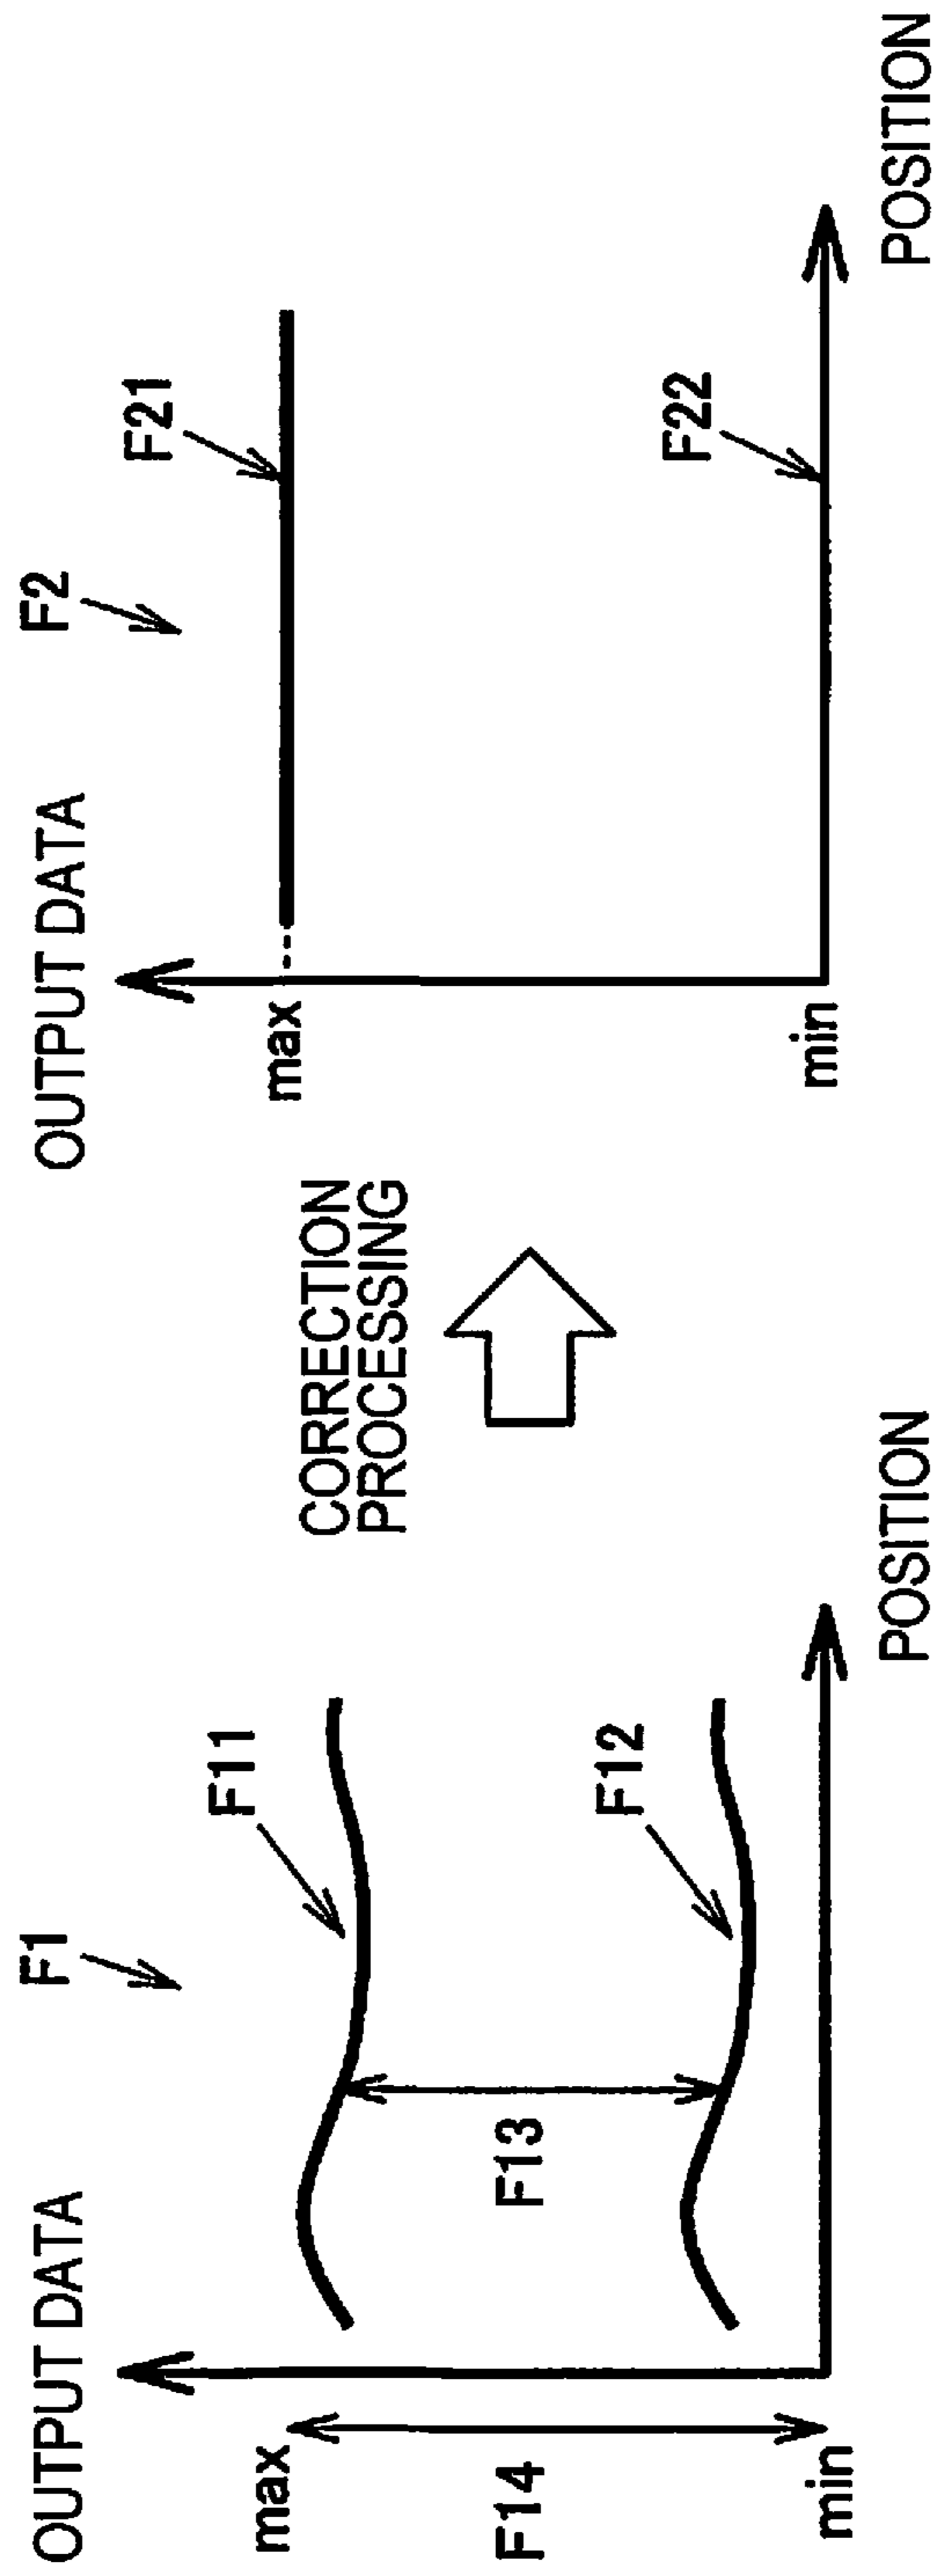 OUTPUT DATA
F1
max
F11
F14
F13
F12
min
POSITION
CORRECTION
PROCESSING
OUTPUT DATA
F2
max
F21
F22
min
POSITION